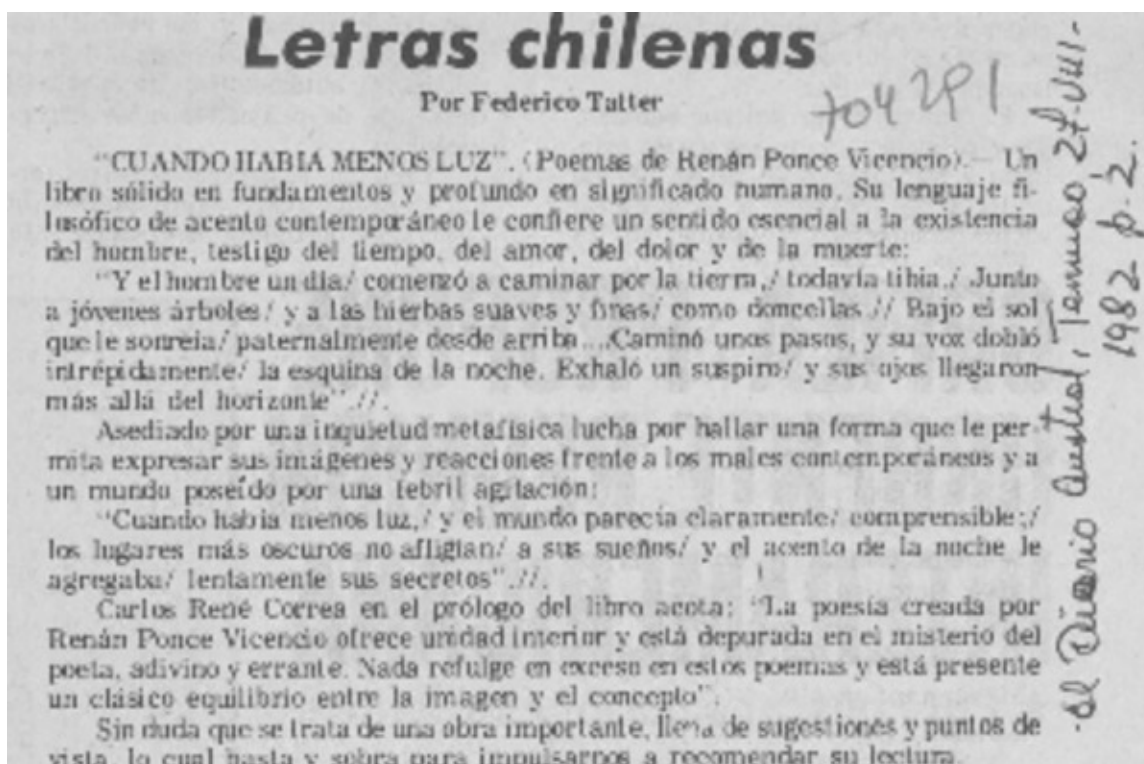 Letras chilenas
Por Federico Tatter
704291
"CUANDO HABIA MENOS LUZ". (Poemas de Renán Ponce Vicencio).— Un
libro sólido en fundamentos y profundo en significado humano. Su lenguaje fi-
losófico de acento contemporáneo le confiere un sentido esencial a la existencia
del hombre, testigo del tiempo, del amor, del dolor y de la muerte:
"Y el hombre un día/ comenzó a caminar por la tierra,/ todavía tibia./ Junto
a jóvenes árboles/ y a las hierbas suaves y finas/ como doncellas.// Bajo el sol
que le sonreía/ paternalmente desde arriba....Caminó unos pasos, y su voz dobló
intrépidamente/ la esquina de la noche. Exhaló un suspiro/ y sus ojos llegaron
más allá del horizonte".//.
Asediado por una inquietud metafísica lucha por hallar una forma que le per-
mita expresar sus imágenes y reacciones frente a los males contemporáneos y a
un mundo poseído por una febril agitación:
"Cuando había menos luz,/ y el mundo parecía claramente/ comprensible;/
los lugares más oscuros no afligían/ a sus sueños/ y el acento de la noche le
agregaba/ lentamente sus secretos".//.
Carlos René Correa en el prólogo del libro acota: "La poesía creada por
Renán Ponce Vicencio ofrece unidad interior y está depurada en el misterio del
poeta, adivino y errante. Nada refulge en exceso en estos poemas y está presente
un clásico equilibrio entre la imagen y el concepto".
Sin duda que se trata de una obra importante, llena de sugestiones y puntos de
vista, lo cual basta y sobra para impulsarnos a recomendar su lectura.
El Diario Austral, Temuco 27-VIII-
1982 p. 2.